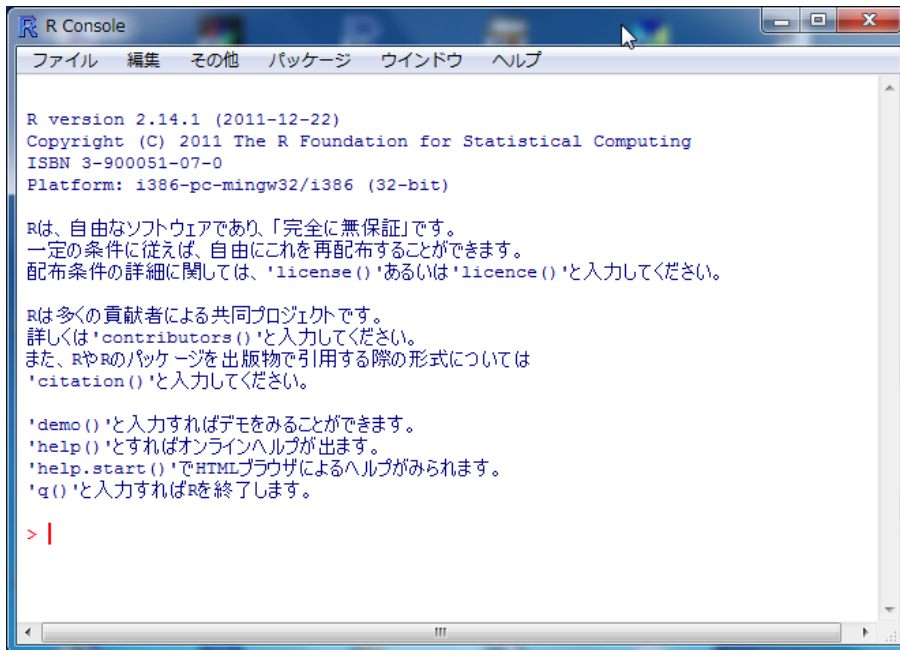 R Console
ファイル 編集 その他 パッケージ ウインドウ ヘルプ
R version 2.14.1 (2011-12-22)
Copyright (C) 2011 The R Foundation for Statistical Computing
ISBN 3-900051-07-0
Platform: i386-pc-mingw32/i386 (32-bit)
Rは、自由なソフトウェアであり、「完全に無保証」です。
一定の条件に従えば、自由にこれを再配布することができます。
配布条件の詳細に関しては、'license()'あるいは'licence()'と入力してください。
Rは多くの貢献者による共同プロジェクトです。
詳しくは'contributors()'と入力してください。
また、RやRのパッケージを出版物で引用する際の形式については
'citation()'と入力してください。
'demo()'と入力すればデモをみることができます。
'help()'とすればオンラインヘルプが出ます。
'help.start()'でHTMLブラウザによるヘルプがみられます。
'q()'と入力すればRを終了します。
>